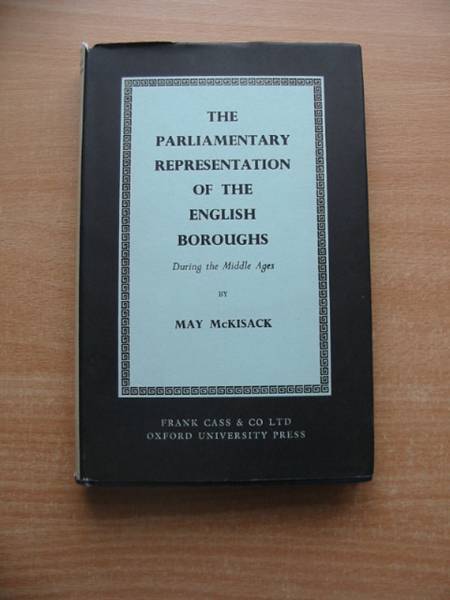 THE
PARLIAMENTARY
REPRESENTATION
OF THE
ENGLISH
BOROUGHS
During the Middle Ages
BY
MAY McKISACK
FRANK CASS & CO LTD
OXFORD UNIVERSITY PRESS